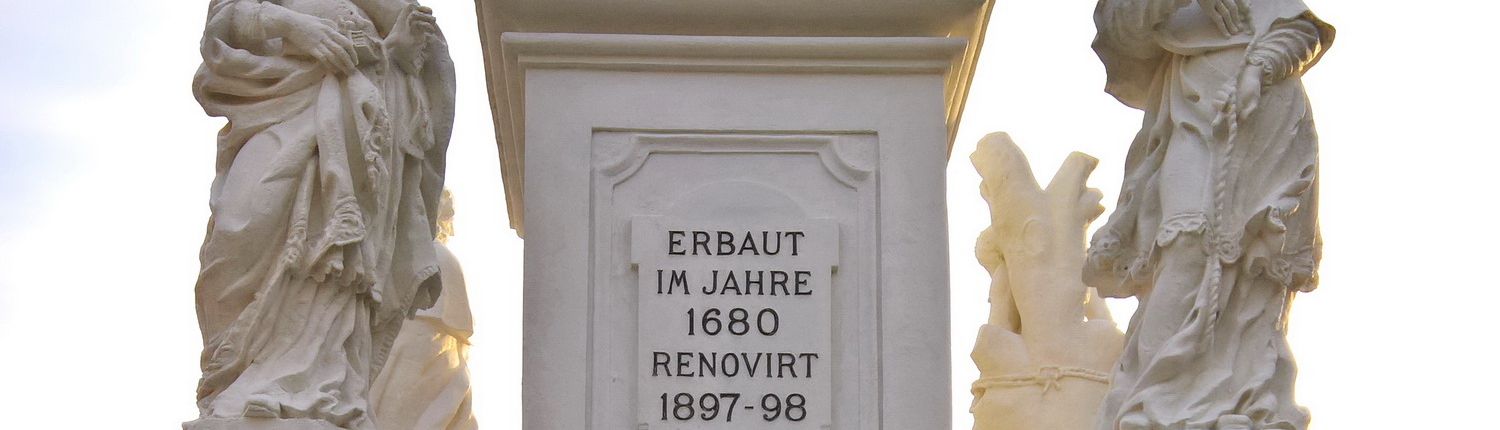 ERBAUT
IM JAHRE
1680
RENOVIRT
1897-98